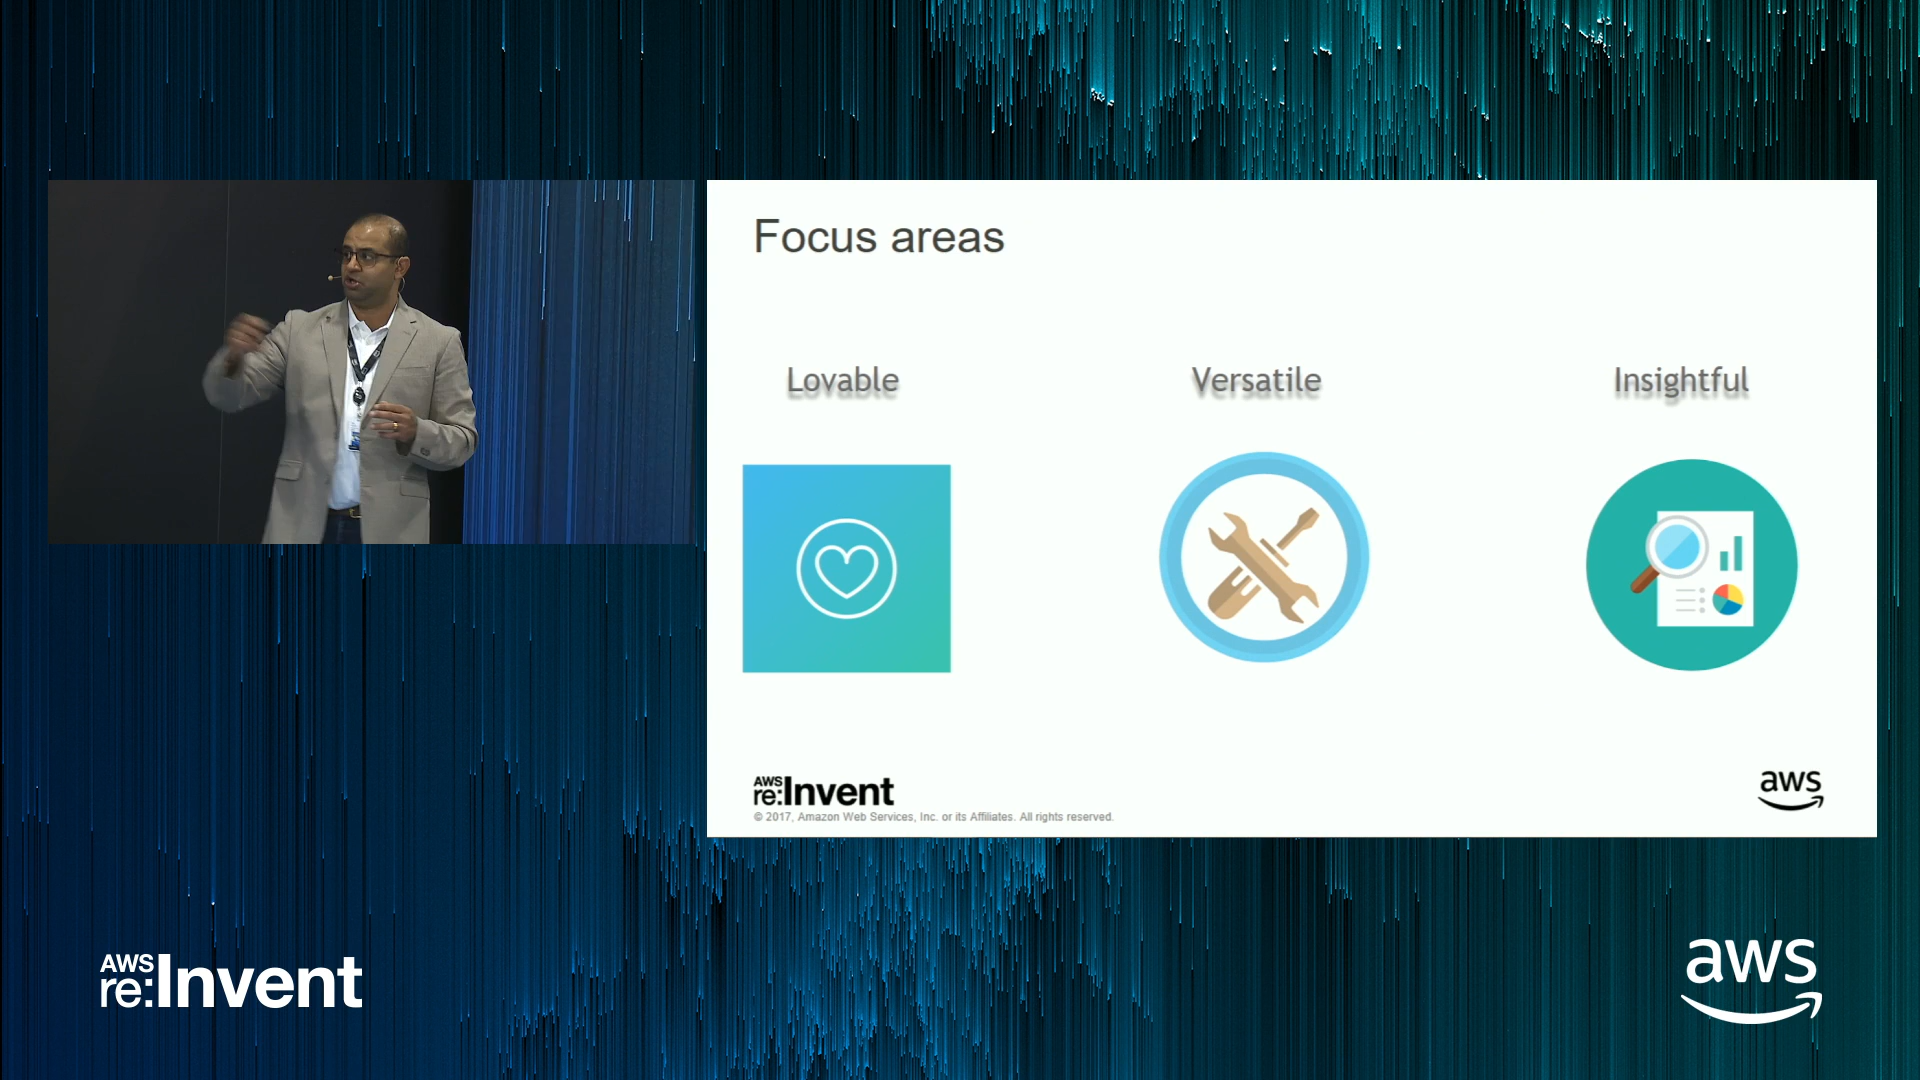 Focus areas
Lovable
Versatile
Insightful
AWS
re:Invent
© 2017, Amazon Web Services, Inc. or its Affiliates. All rights reserved.
aws
AWS
re:Invent
aws